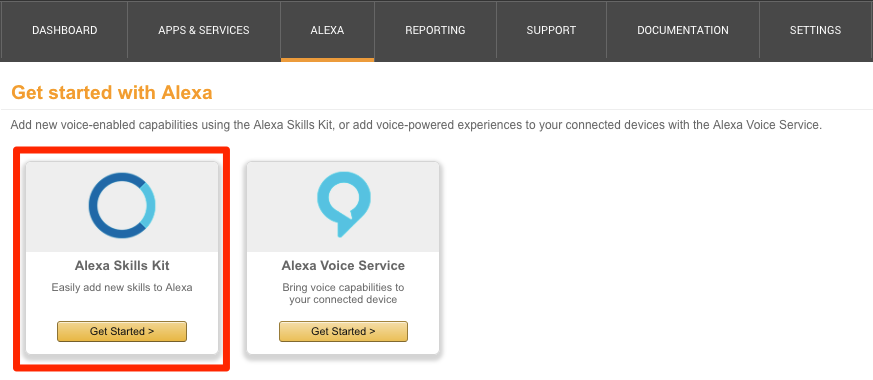 DASHBOARD APPS & SERVICES ALEXA REPORTING SUPPORT DOCUMENTATION SETTINGS
Get started with Alexa
Add new voice-enabled capabilities using the Alexa Skills Kit, or add voice-powered experiences to your connected devices with the Alexa Voice Service.
Alexa Skills Kit
Easily add new skills to Alexa
Get Started >
Alexa Voice Service
Bring voice capabilities to
your connected device
Get Started >